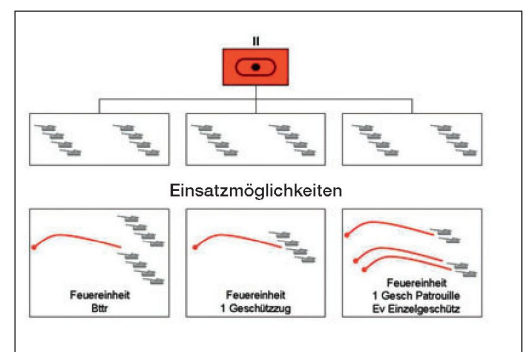 II
Einsatzmöglichkeiten
Feuereinheit
Bttr
Feuereinheit
1 Geschützzug
Feuereinheit
1 Gesch Patrouille
Ev Einzelgeschütz